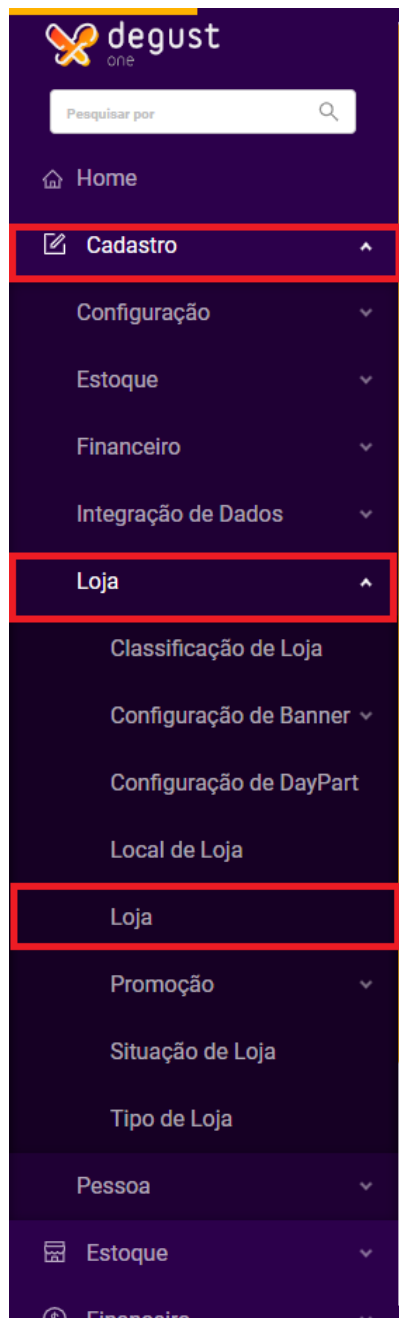 degust
one
Pesquisar por
Home
Cadastro
Configuração
Estoque
Financeiro
Integração de Dados
Loja
Classificação de Loja
Configuração de Banner
Configuração de DayPart
Local de Loja
Loja
Promoção
Situação de Loja
Tipo de Loja
Pessoa
Estoque
Financeiro